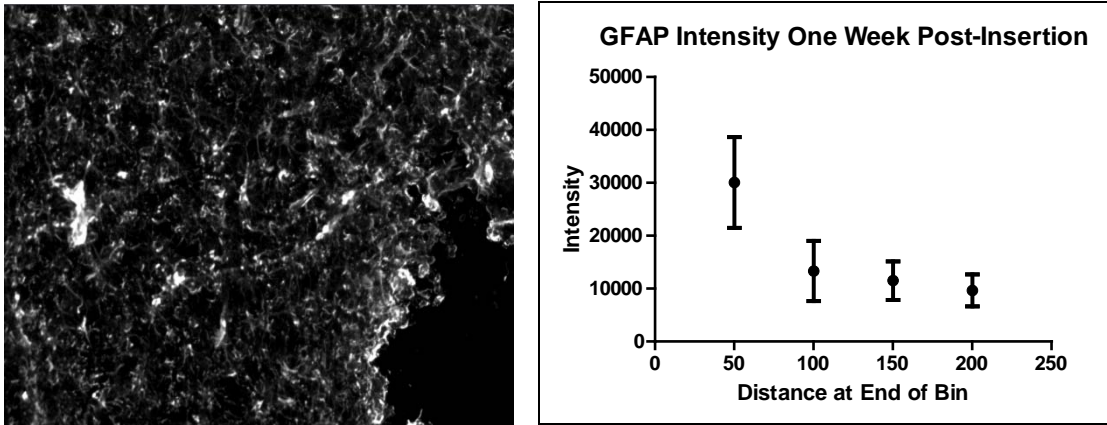 GFAP Intensity One Week Post-Insertion
50000
40000
30000
20000
10000
0
Intensity
0 50 100 150 200 250
Distance at End of Bin